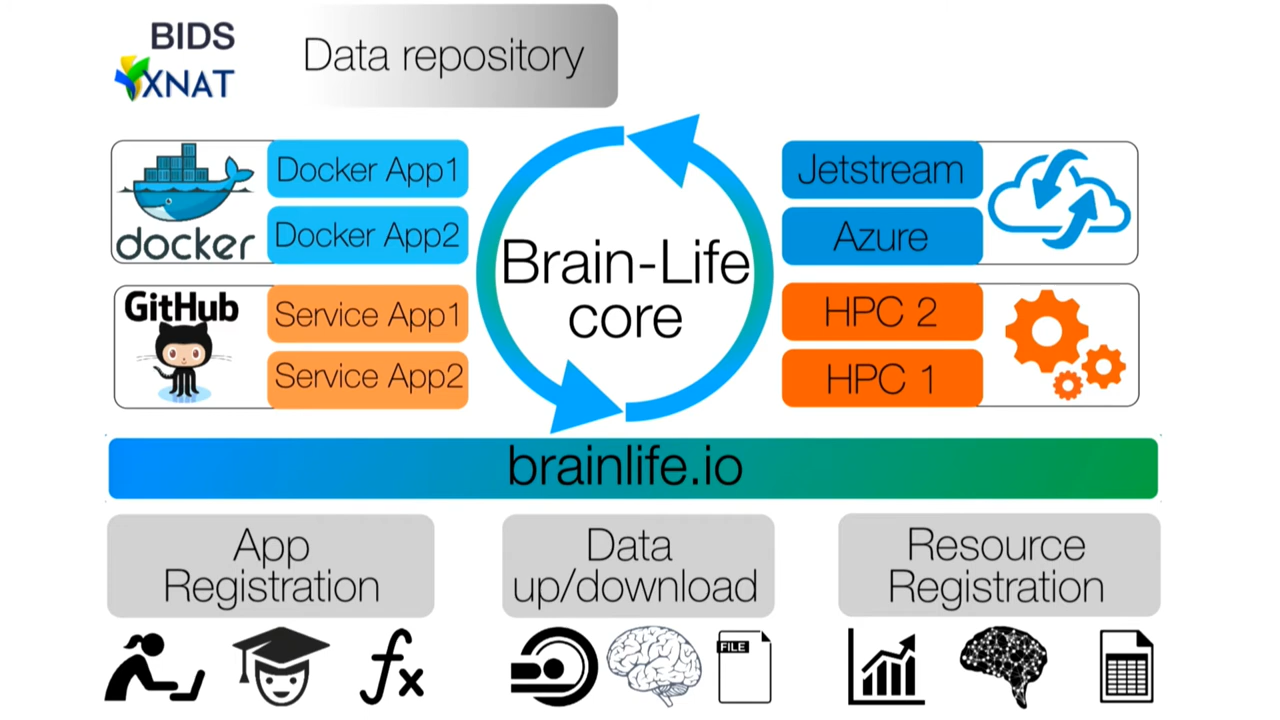 BIDS
XNAT
Data repository
docker
Docker App1
Docker App2
GitHub
Service App1
Service App2
Brain-Life
core
Jetstream
Azure
HPC 2
HPC 1
brainlife.io
App
Registration
Data
up/download
Resource
Registration
fx
FILE